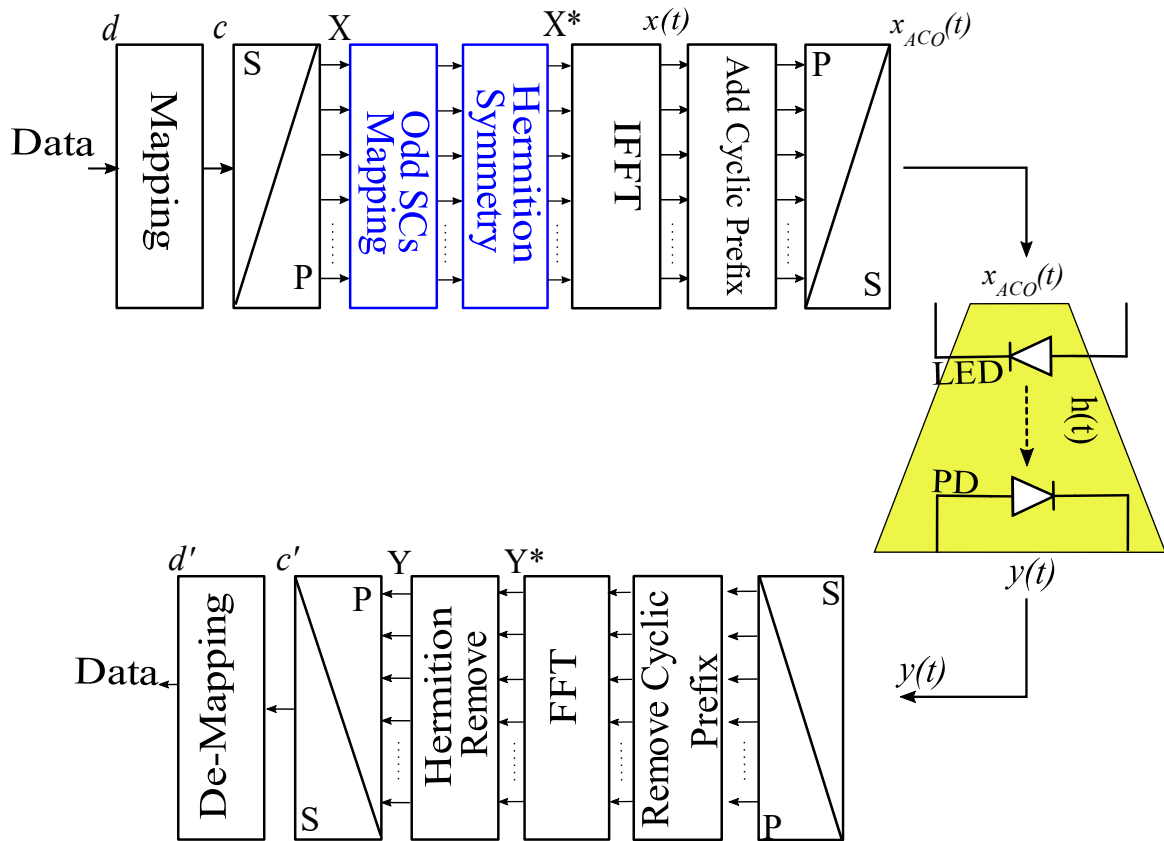 d
c
X
X*
x(t)
x_ACO(t)
Data
Mapping
S
P
Odd SCs
Mapping
Hermition
Symmetry
IFFT
Add Cyclic Prefix
P
S
x_ACO(t)
LED
h(t)
PD
y(t)
y(t)
d'
c'
Y
Y*
Data
De-Mapping
P
S
Hermition
Remove
FFT
Remove Cyclic
Prefix
S
P